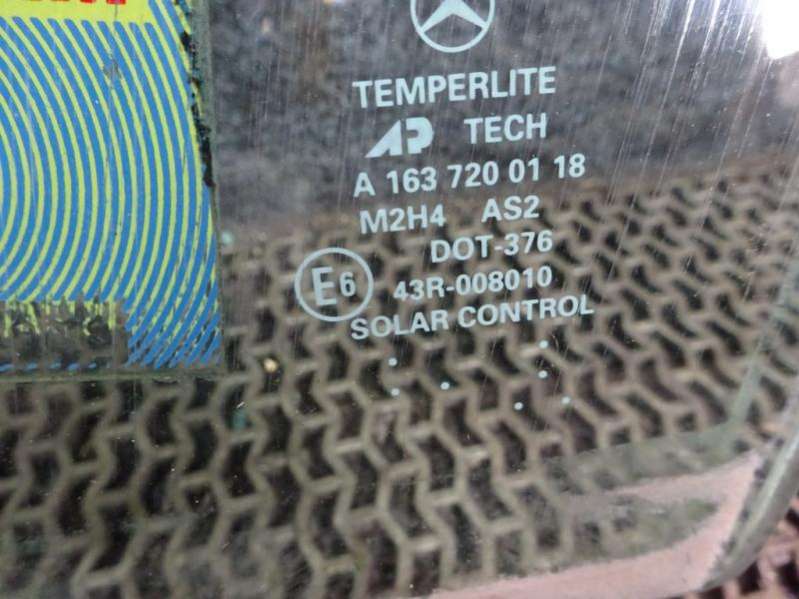 TEMPERLITE
AP TECH
A 163 720 01 18
M2H4 AS2
DOT-376
E6 43R-008010
SOLAR CONTROL